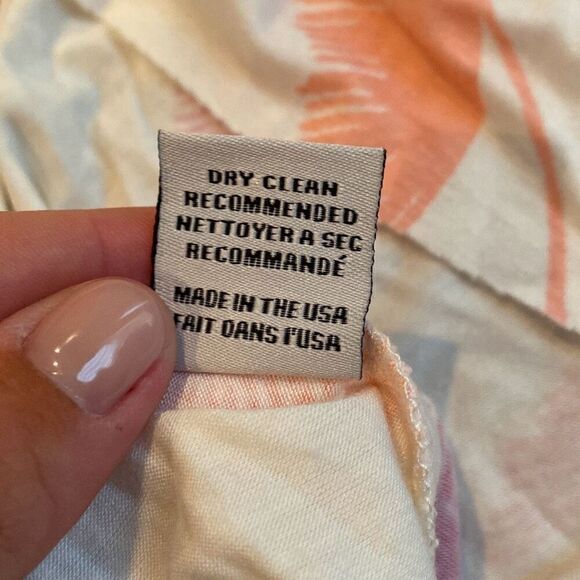 DRY CLEAN
RECOMMENDED
NETTOYER A SEC
RECOMMANDÉ
MADE IN THE USA
FAIT DANS I'USA